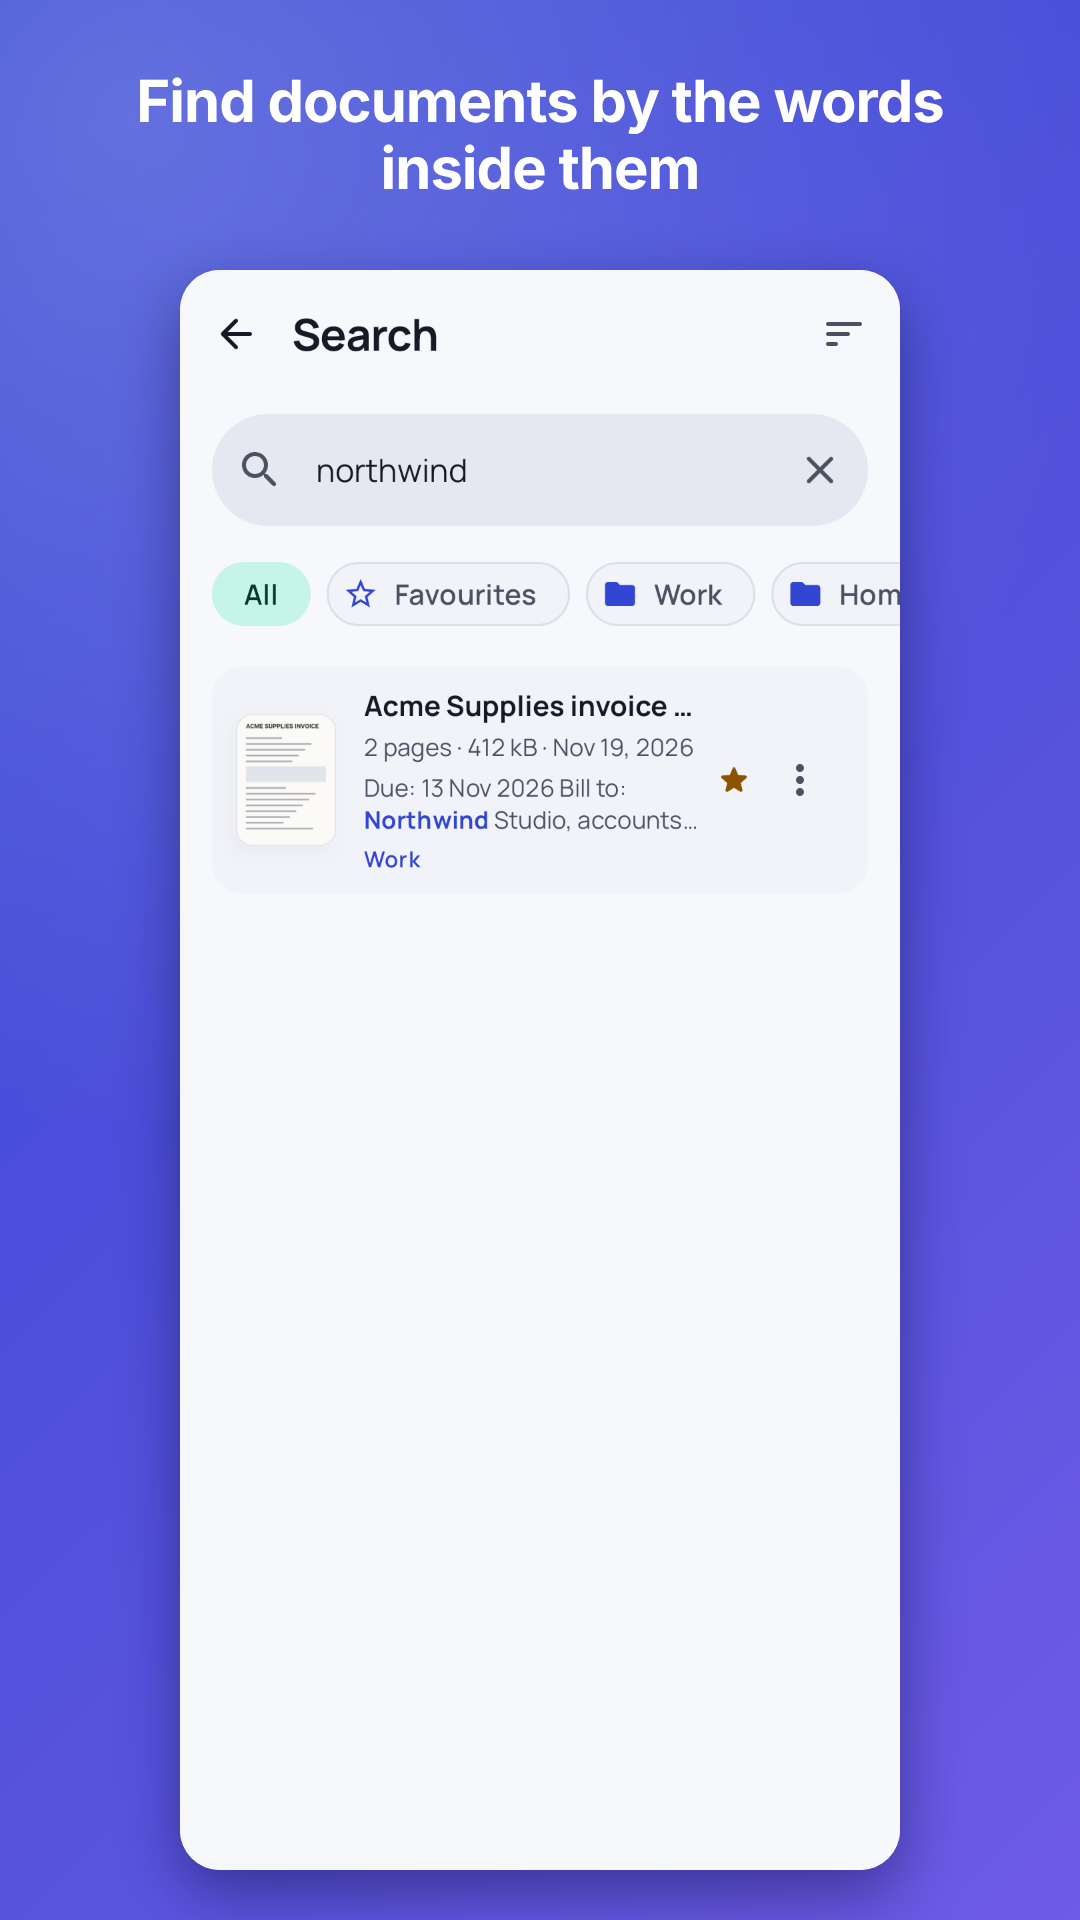 Find documents by the words
inside them
Search
northwind
All
Favourites
Work
Hom
Acme Supplies invoice ...
2 pages · 412 kB · Nov 19, 2026
Due: 13 Nov 2026 Bill to:
Northwind Studio, accounts...
Work
ACME SUPPLIES INVOICE